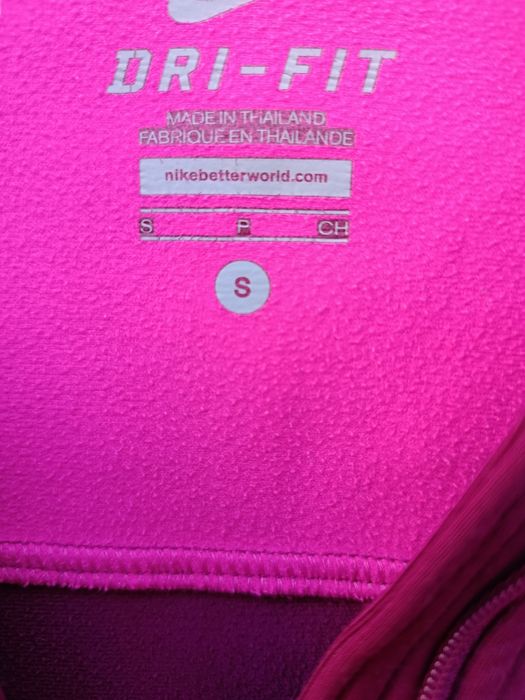 DRI-FIT
MADE IN THAILAND
FABRIQUE EN THAILANDE
nikebetterworld.com
S P CH
S